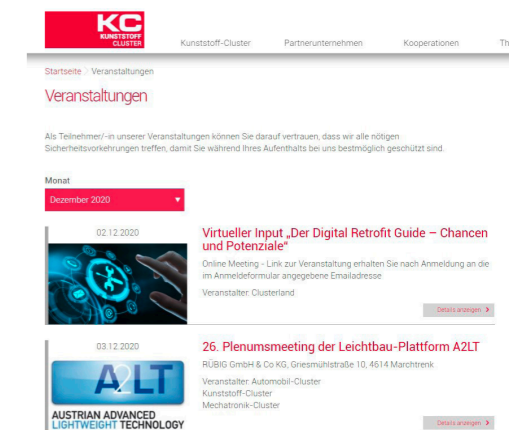 KC
KUNSTSTOFF
CLUSTER
Kunststoff-Cluster
Partnerunternehmen
Kooperationen
Th
Startseite
Veranstaltungen
Veranstaltungen
Als Teilnehmer/-in unserer Veranstaltungen können Sie darauf vertrauen, dass wir alle nötigen
Sicherheitsvorkehrungen treffen, damit Sie während Ihres Aufenthalts bei uns bestmöglich geschützt sind.
Monat
Dezember 2020
02.12.2020
Virtueller Input „Der Digital Retrofit Guide – Chancen
und Potenziale“
Online Meeting - Link zur Veranstaltung erhalten Sie nach Anmeldung an die
im Anmeldeformular angegebene Emailadresse
Veranstalter: Clusterland
Details anzeigen
03.12.2020
26. Plenumsmeeting der Leichtbau-Plattform A2LT
RÜBIG GmbH & Co KG, Griesmühlstraße 10, 4614 Marchtrenk
Veranstalter: Automobil-Cluster
Kunststoff-Cluster
Mechatronik-Cluster
Details anzeigen
A2LT
AUSTRIAN ADVANCED
LIGHTWEIGHT TECHNOLOGY